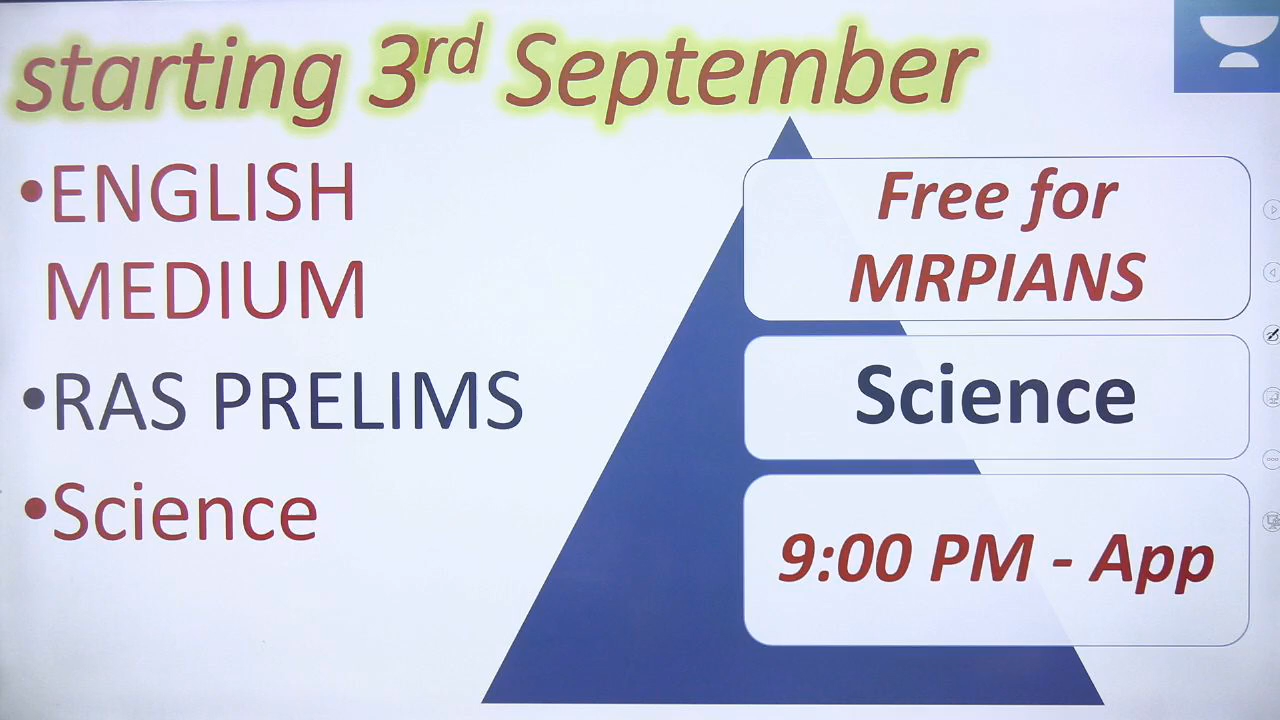 starting 3rd September
•ENGLISH
MEDIUM
•RAS PRELIMS
•Science
Free for
MRPIANS
Science
9:00 PM - App